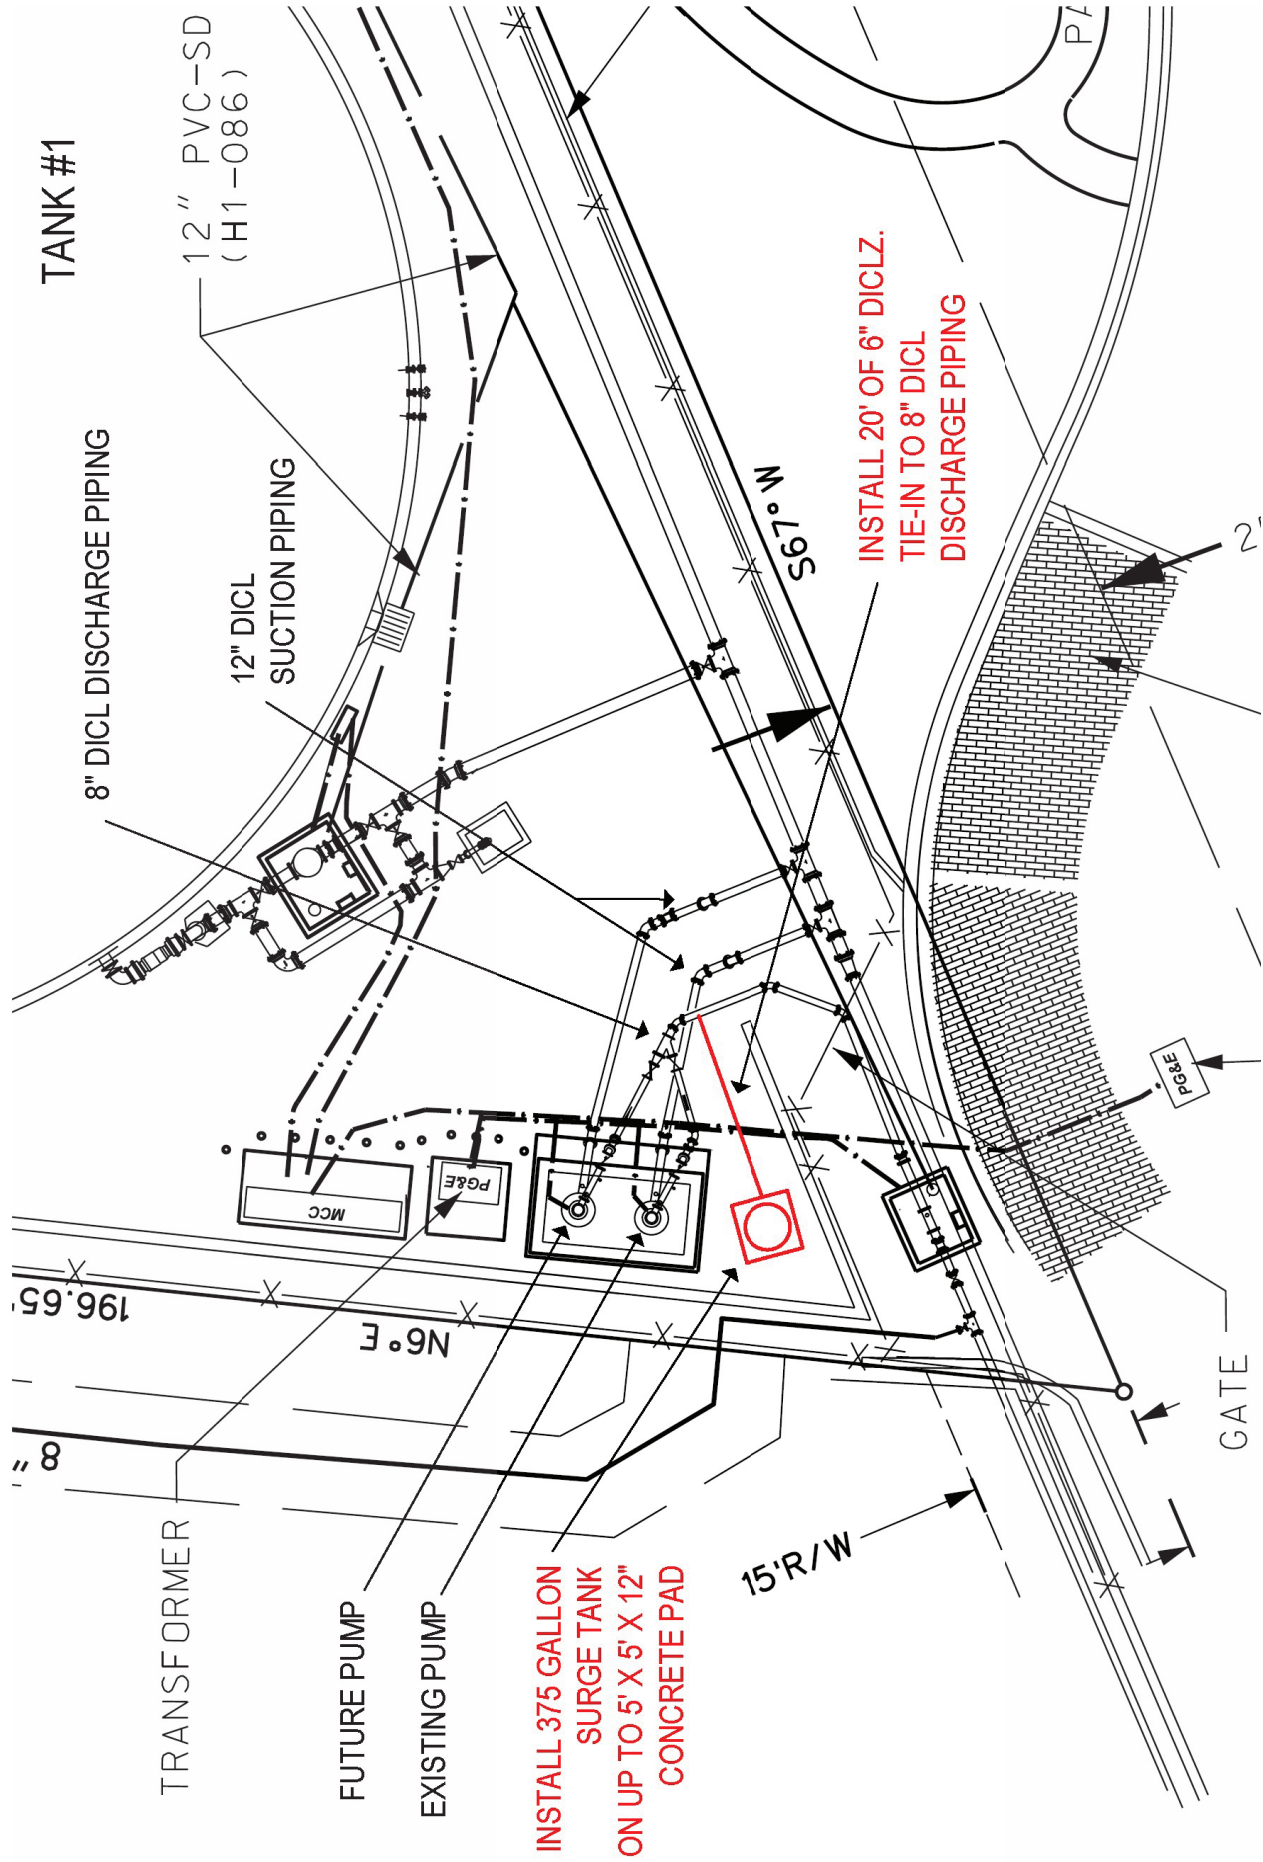 TANK #1
12" PVC-SD
(H1-086)
8" DICL DISCHARGE PIPING
12" DICL
SUCTION PIPING
S67° W
INSTALL 20' OF 6" DICLZ.
TIE-IN TO 8" DICL
DISCHARGE PIPING
PG&E
MCC
PG&E
196.65'
N6° E
8"
TRANSFORMER
FUTURE PUMP
EXISTING PUMP
INSTALL 375 GALLON
SURGE TANK
ON UP TO 5' X 5' X 12"
CONCRETE PAD
15'R/W
GATE